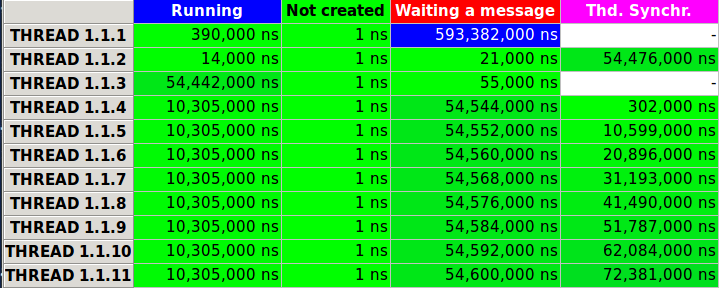 Running Not created Waiting a message Thd. Synchr.
THREAD 1.1.1 390,000 ns 1 ns 593,382,000 ns -
THREAD 1.1.2 14,000 ns 1 ns 21,000 ns 54,476,000 ns
THREAD 1.1.3 54,442,000 ns 1 ns 55,000 ns -
THREAD 1.1.4 10,305,000 ns 1 ns 54,544,000 ns 302,000 ns
THREAD 1.1.5 10,305,000 ns 1 ns 54,552,000 ns 10,599,000 ns
THREAD 1.1.6 10,305,000 ns 1 ns 54,560,000 ns 20,896,000 ns
THREAD 1.1.7 10,305,000 ns 1 ns 54,568,000 ns 31,193,000 ns
THREAD 1.1.8 10,305,000 ns 1 ns 54,576,000 ns 41,490,000 ns
THREAD 1.1.9 10,305,000 ns 1 ns 54,584,000 ns 51,787,000 ns
THREAD 1.1.10 10,305,000 ns 1 ns 54,592,000 ns 62,084,000 ns
THREAD 1.1.11 10,305,000 ns 1 ns 54,600,000 ns 72,381,000 ns